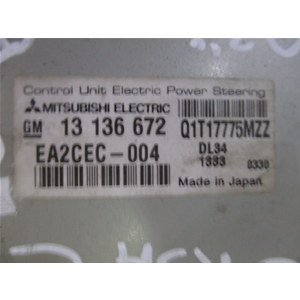 Control Unit Electric Power Steering
MITSUBISHI ELECTRIC
GM 13 136 672 Q1T17775MZZ
EA2CEC-004 DL34
1333 0330
Made in Japan